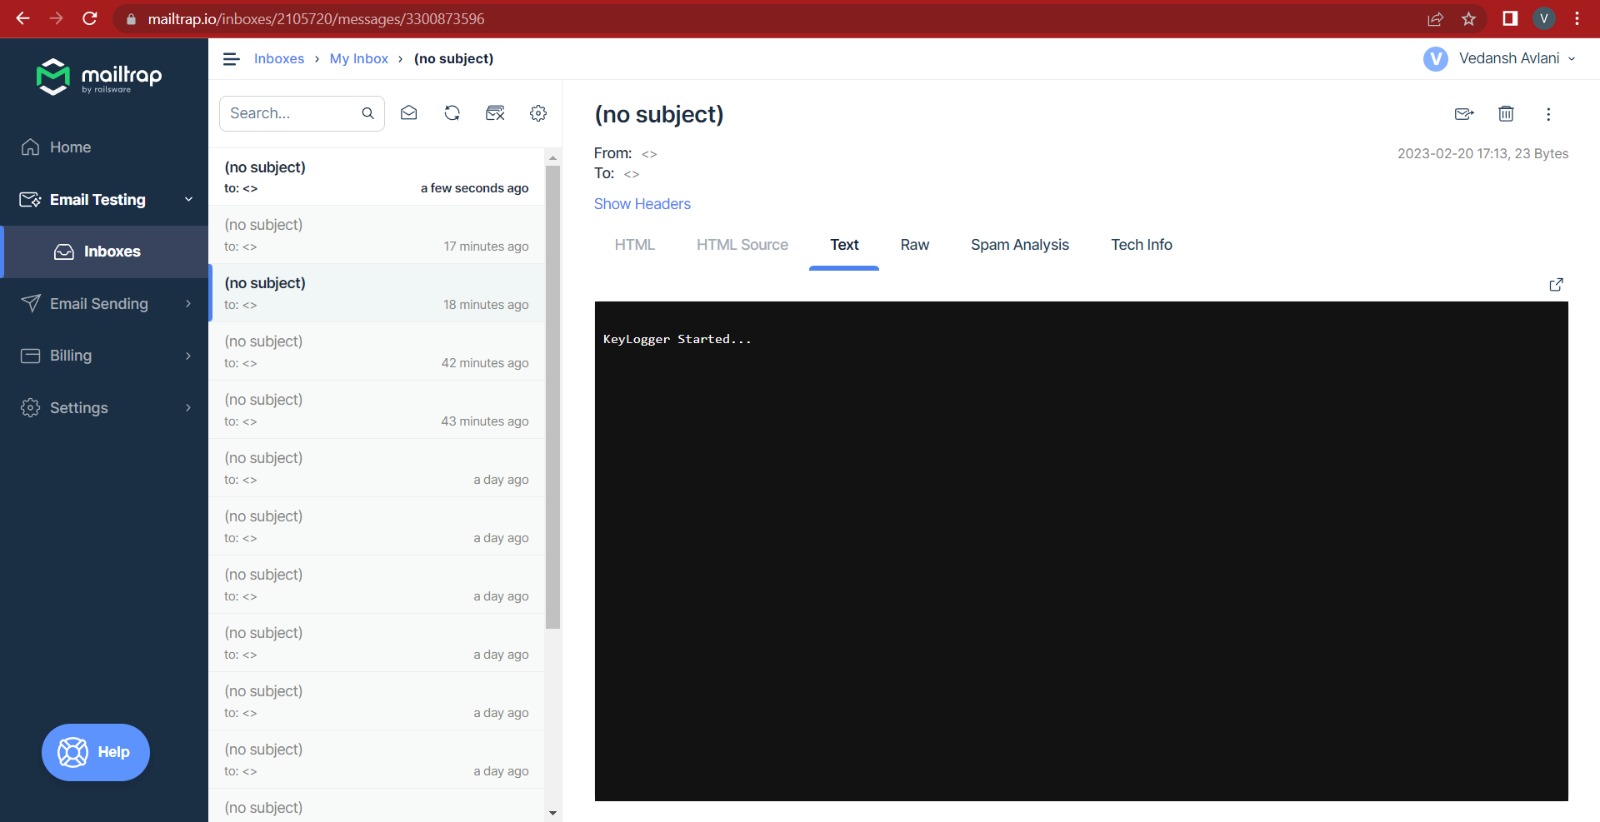 mailtrap.io/inboxes/2105720/messages/3300873596
V
mailtrap
by railsware
Home
Email Testing
Inboxes
Email Sending
Billing
Settings
Help
Inboxes › My Inbox › (no subject)
V Vedansh Avlani
Search...
(no subject)
to: <> a few seconds ago
(no subject)
to: <> 17 minutes ago
(no subject)
to: <> 18 minutes ago
(no subject)
to: <> 42 minutes ago
(no subject)
to: <> 43 minutes ago
(no subject)
to: <> a day ago
(no subject)
to: <> a day ago
(no subject)
to: <> a day ago
(no subject)
to: <> a day ago
(no subject)
to: <> a day ago
(no subject)
to: <> a day ago
(no subject)
(no subject)
From: <> 2023-02-20 17:13, 23 Bytes
To: <>
Show Headers
HTML HTML Source Text Raw Spam Analysis Tech Info
KeyLogger Started...